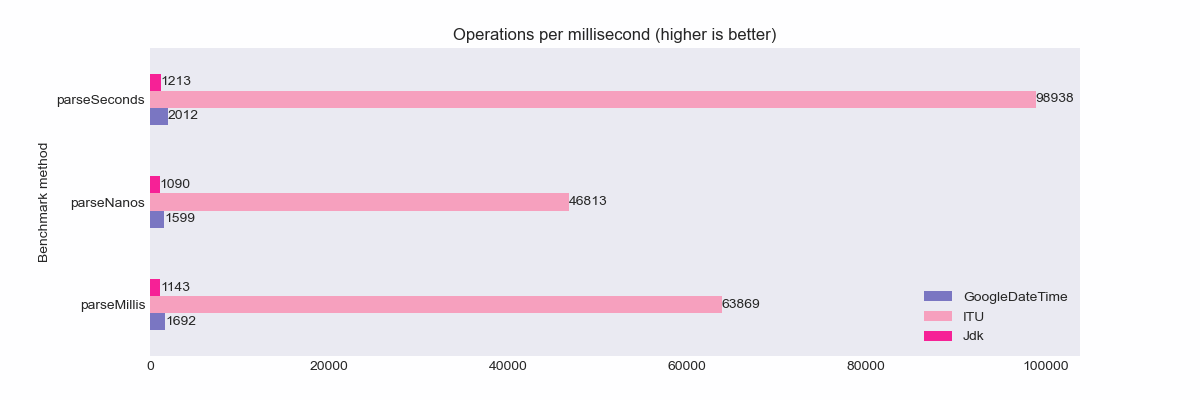 Operations per millisecond (higher is better)
Benchmark method
parseSeconds
1213
98938
2012
parseNanos
1090
46813
1599
parseMillis
1143
63869
1692
GoogleDateTime
ITU
Jdk
0 20000 40000 60000 80000 100000